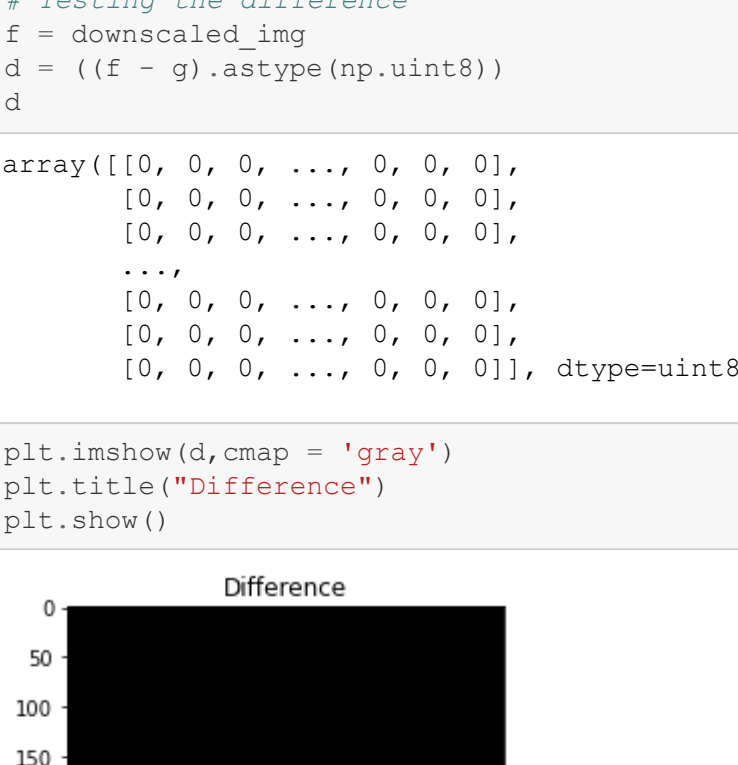 # Testing the difference
f = downscaled_img
d = ((f - g).astype(np.uint8))
d
array([[0, 0, 0, ..., 0, 0, 0],
[0, 0, 0, ..., 0, 0, 0],
[0, 0, 0, ..., 0, 0, 0],
...,
[0, 0, 0, ..., 0, 0, 0],
[0, 0, 0, ..., 0, 0, 0],
[0, 0, 0, ..., 0, 0, 0]], dtype=uint8
plt.imshow(d,cmap = 'gray')
plt.title("Difference")
plt.show()
Difference
0
50
100
150